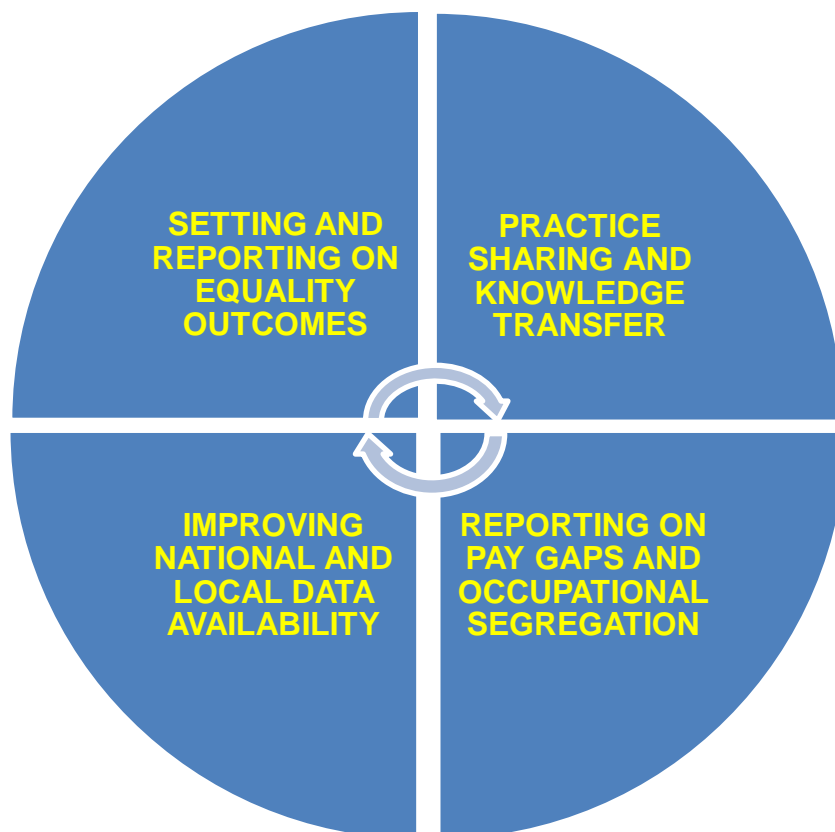 SETTING AND
REPORTING ON
EQUALITY
OUTCOMES
PRACTICE
SHARING AND
KNOWLEDGE
TRANSFER
IMPROVING
NATIONAL AND
LOCAL DATA
AVAILABILITY
REPORTING ON
PAY GAPS AND
OCCUPATIONAL
SEGREGATION